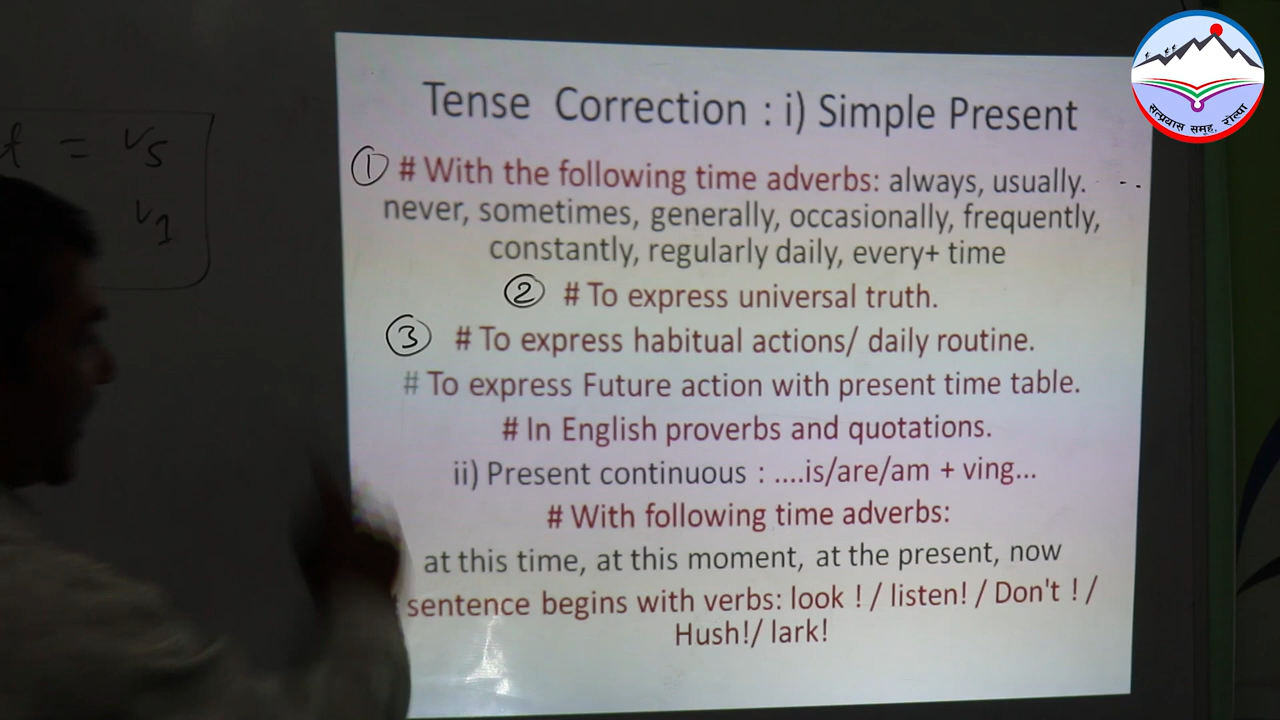 Tense Correction : i) Simple Present
① # With the following time adverbs: always, usually. - - .
never, sometimes, generally, occasionally, frequently,
constantly, regularly daily, every+ time
② # To express universal truth.
③ # To express habitual actions/ daily routine.
# To express Future action with present time table.
# In English proverbs and quotations.
ii) Present continuous : ....is/are/am + ving...
# With following time adverbs:
at this time, at this moment, at the present, now
sentence begins with verbs: look ! / listen! / Don't ! /
Hush!/ lark!
= v5
v1
समूह,